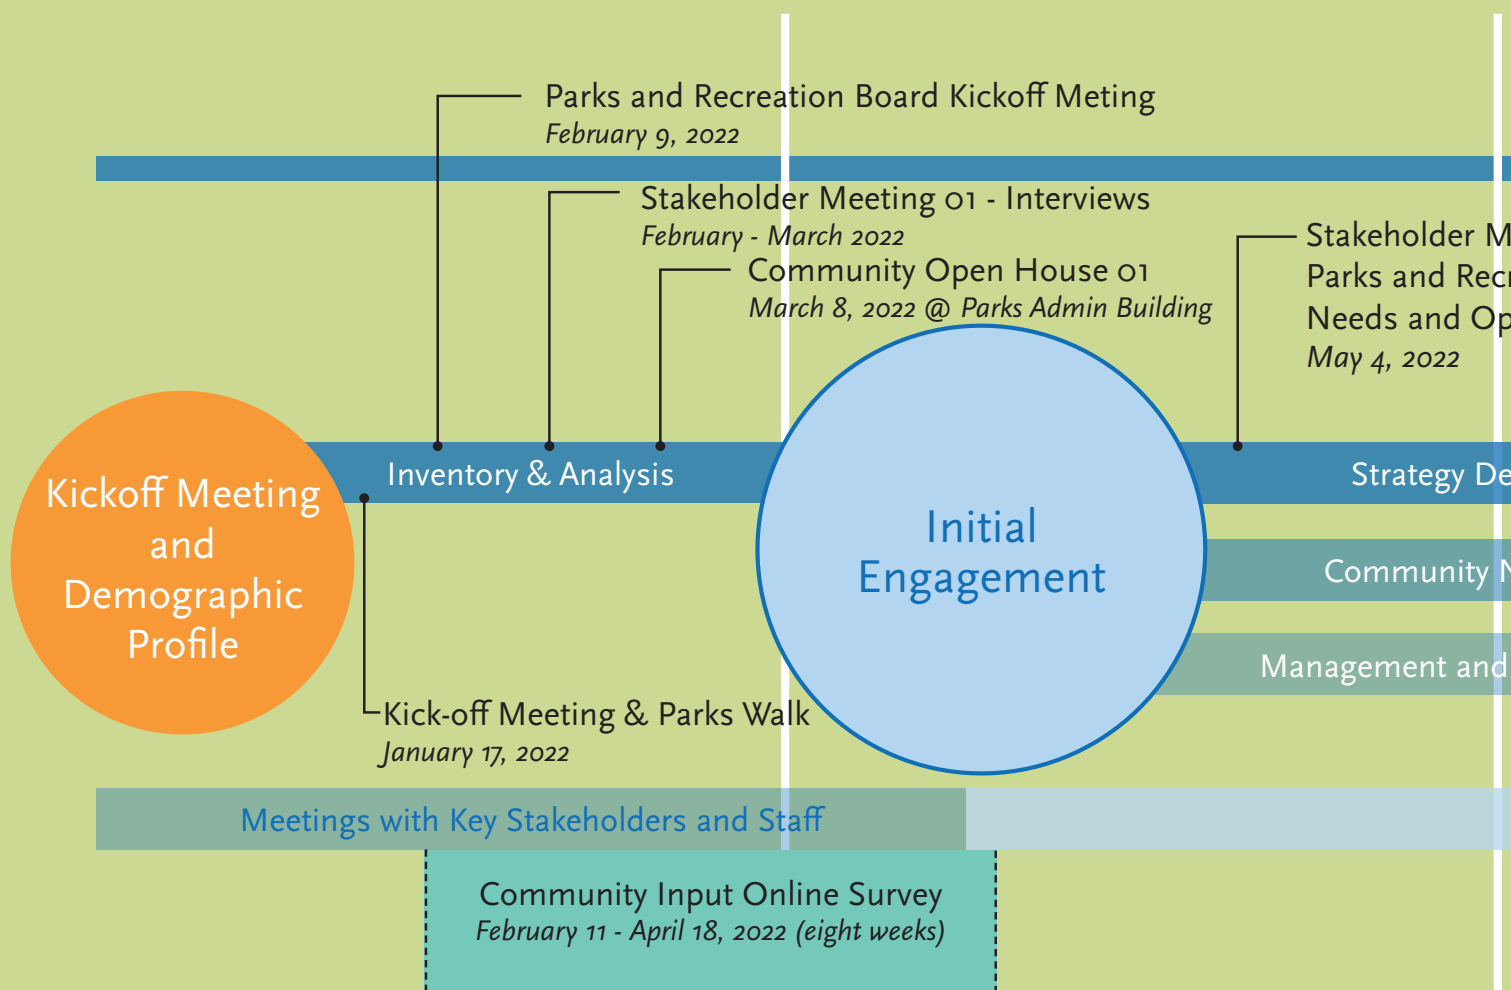 Parks and Recreation Board Kickoff Meting
February 9, 2022
Stakeholder Meeting 01 - Interviews
February - March 2022
Community Open House 01
March 8, 2022 @ Parks Admin Building
Stakeholder
Parks and
Needs and
May 4, 2022
Kickoff Meeting
and
Demographic
Profile
Inventory & Analysis
Initial
Engagement
Strategy
Community
Management and
Kick-off Meeting & Parks Walk
January 17, 2022
Meetings with Key Stakeholders and Staff
Community Input Online Survey
February 11 - April 18, 2022 (eight weeks)